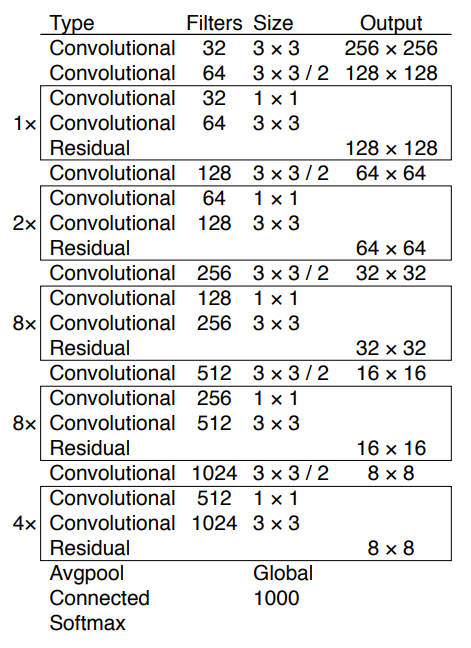 Type Filters Size Output
Convolutional 32 3 × 3 256 × 256
Convolutional 64 3 × 3 / 2 128 × 128
Convolutional 32 1 × 1
1× Convolutional 64 3 × 3
Residual 128 × 128
Convolutional 128 3 × 3 / 2 64 × 64
Convolutional 64 1 × 1
2× Convolutional 128 3 × 3
Residual 64 × 64
Convolutional 256 3 × 3 / 2 32 × 32
Convolutional 128 1 × 1
8× Convolutional 256 3 × 3
Residual 32 × 32
Convolutional 512 3 × 3 / 2 16 × 16
Convolutional 256 1 × 1
8× Convolutional 512 3 × 3
Residual 16 × 16
Convolutional 1024 3 × 3 / 2 8 × 8
Convolutional 512 1 × 1
4× Convolutional 1024 3 × 3
Residual 8 × 8
Avgpool Global
Connected 1000
Softmax